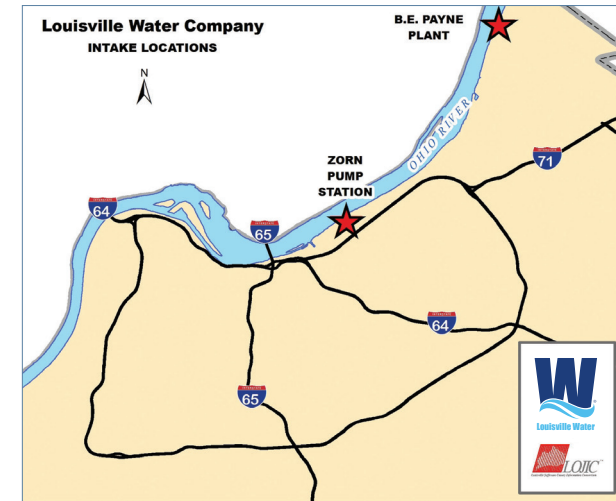 Louisville Water Company
INTAKE LOCATIONS
N
B.E. PAYNE
PLANT
OHIO RIVER
71
ZORN
PUMP
STATION
64
65
64
65
Louisville Water
LOJIC